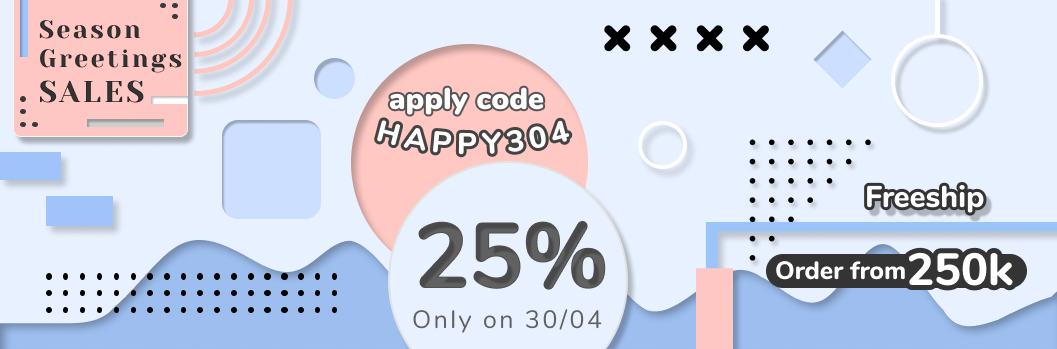 Season
Greetings
SALES
apply code
HAPPY304
25%
Only on 30/04
Freeship
Order from 250k